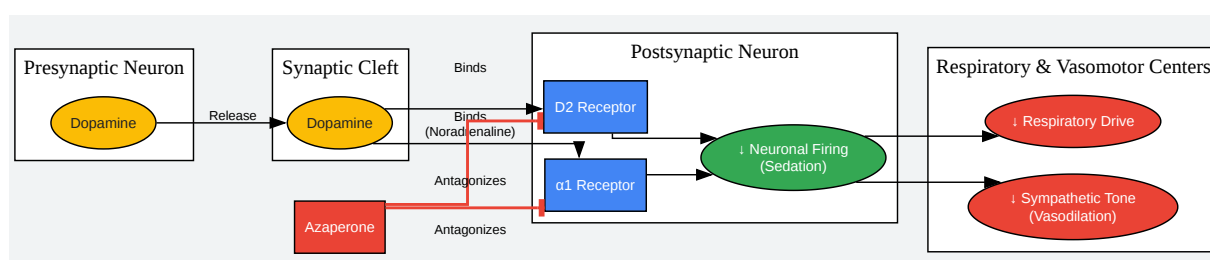 Presynaptic Neuron
Dopamine
Release
Synaptic Cleft
Dopamine
Binds
Binds
(Noradrenaline)
Antagonizes
Antagonizes
Azaperone
Postsynaptic Neuron
D2 Receptor
α1 Receptor
↓ Neuronal Firing
(Sedation)
Respiratory & Vasomotor Centers
↓ Respiratory Drive
↓ Sympathetic Tone
(Vasodilation)